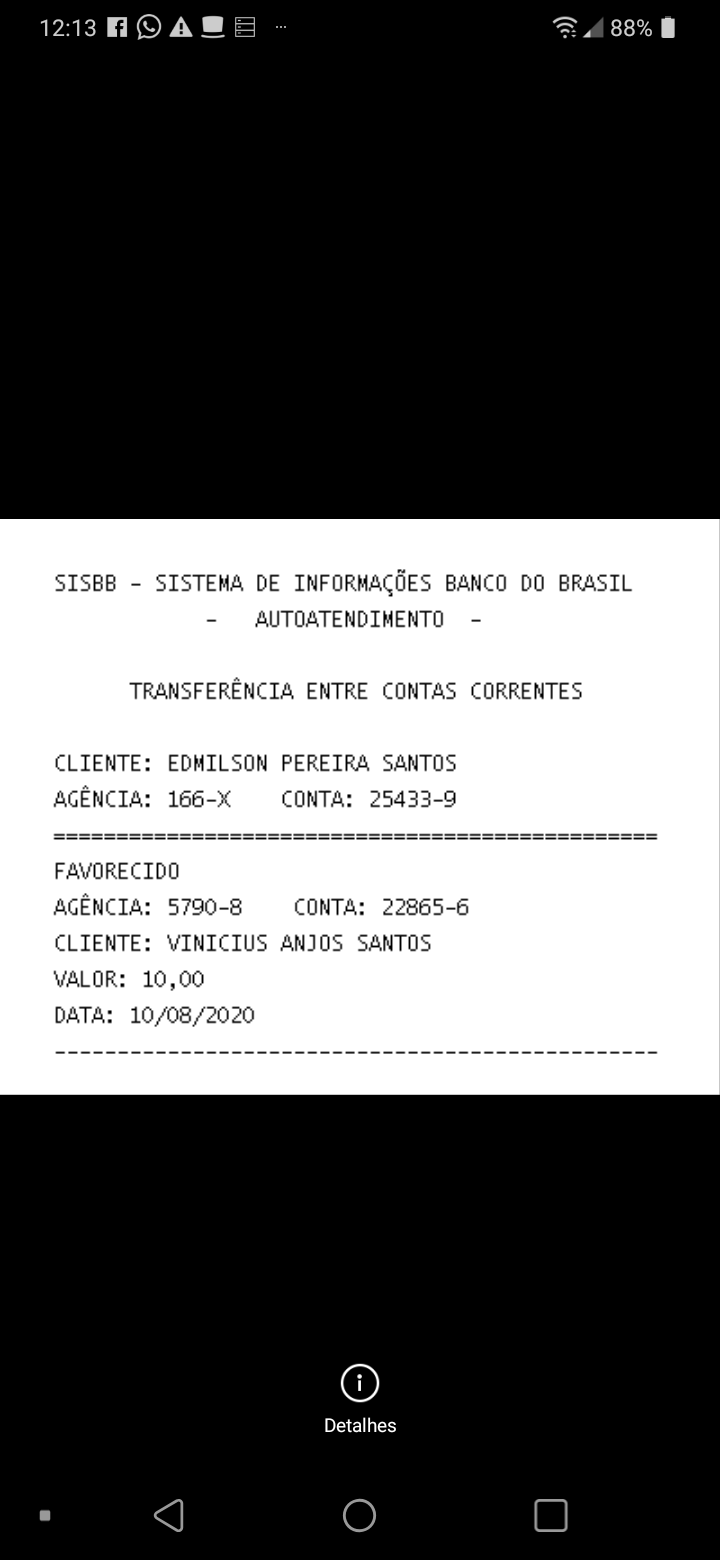 12:13 88%
SISBB - SISTEMA DE INFORMAÇÕES BANCO DO BRASIL
- AUTOATENDIMENTO -
TRANSFERÊNCIA ENTRE CONTAS CORRENTES
CLIENTE: EDMILSON PEREIRA SANTOS
AGÊNCIA: 166-X CONTA: 25433-9
================================================
FAVORECIDO
AGÊNCIA: 5790-8 CONTA: 22865-6
CLIENTE: VINICIUS ANJOS SANTOS
VALOR: 10,00
DATA: 10/08/2020
------------------------------------------------
Detalhes